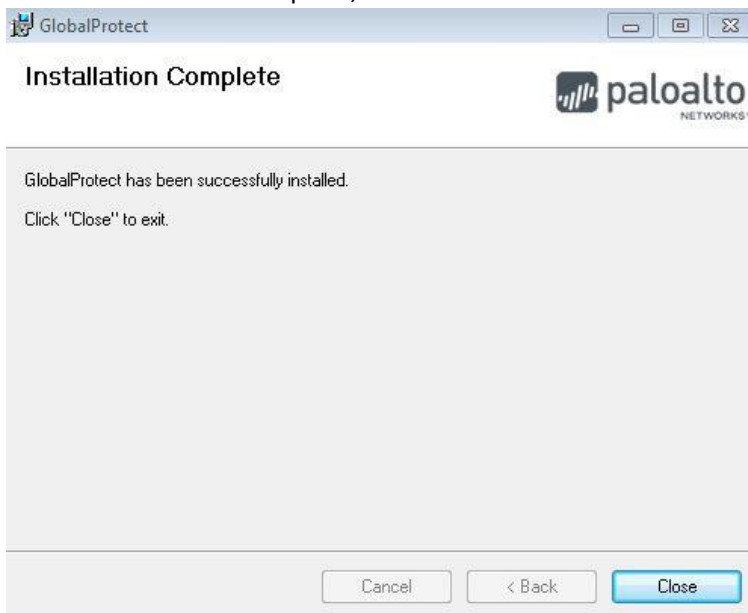 GlobalProtect
Installation Complete
paloalto
NETWORKS
GlobalProtect has been successfully installed.
Click "Close" to exit.
Cancel
< Back
Close